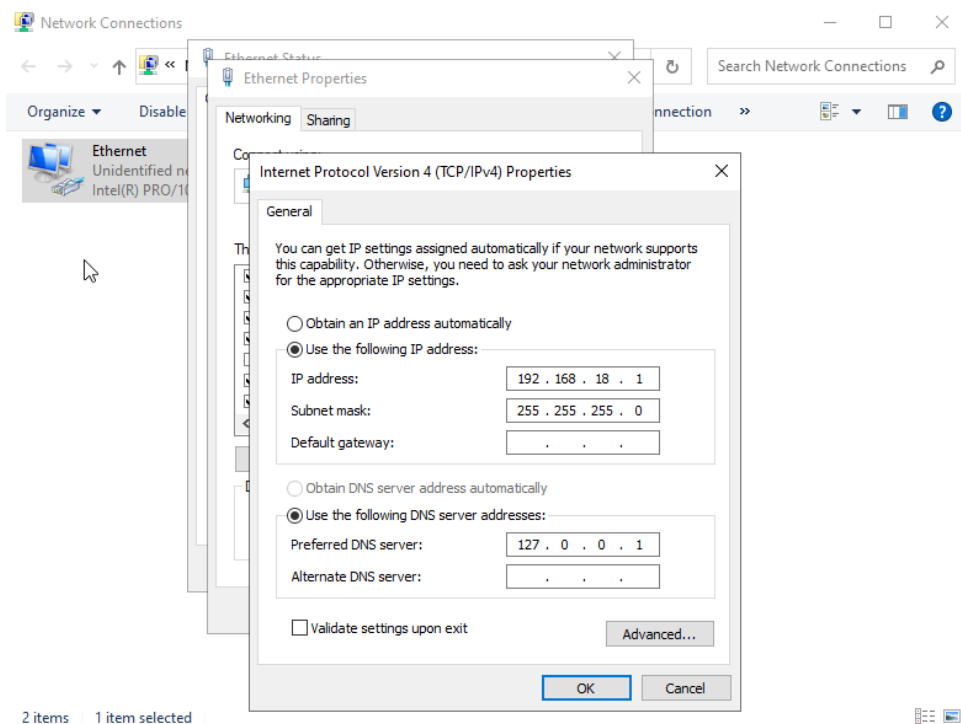 Network Connections
Ethernet Status
Ethernet Properties
Search Network Connections
Organize
Disable
Networking
Sharing
Ethernet
Unidentified
Intel(R)
Internet Protocol Version 4 (TCP/IPv4) Properties
General
You can get IP settings assigned automatically if your network supports
this capability. Otherwise, you need to ask your network administrator
for the appropriate IP settings.
Obtain an IP address automatically
Use the following IP address:
IP address: 192 . 168 . 18 . 1
Subnet mask: 255 . 255 . 255 . 0
Default gateway: . . .
Obtain DNS server address automatically
Use the following DNS server addresses:
Preferred DNS server: 127 . 0 . 0 . 1
Alternate DNS server: . . .
Validate settings upon exit
Advanced...
OK
Cancel
2 items
1 item selected